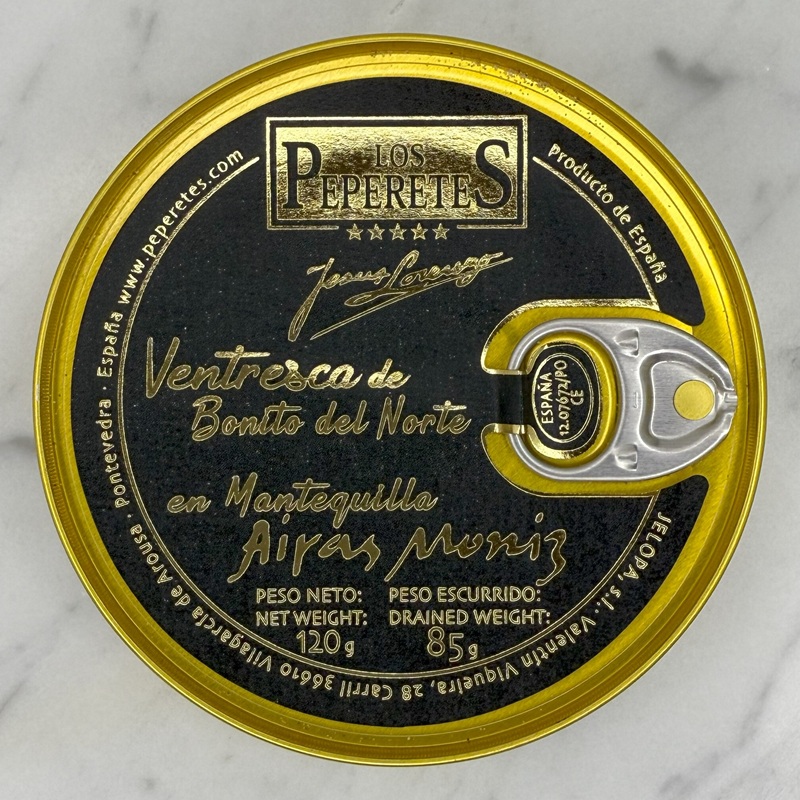 LOS
PEPERETES
Jesus Lorenzo
Ventresca de
Bonito del Norte
en Mantequilla
Airas Moniz
PESO NETO: PESO ESCURRIDO:
NET WEIGHT: DRAINED WEIGHT:
120 g 85 g
Producto de España
ESPAÑA
12.07672/PO
CE
JELOPA, s.l. Valentín Viqueira, 28 Carril 36610 Vilagarcía de Arousa · Pontevedra · España www.peperetes.com